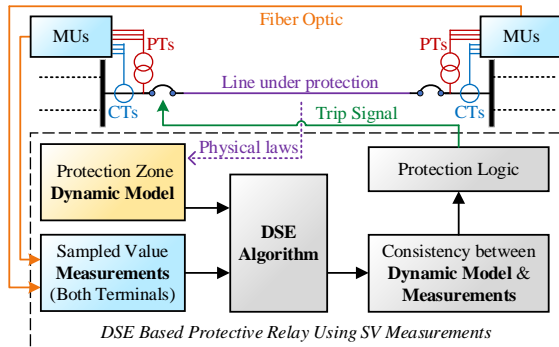 Fiber Optic
MUs
MUs
PTs
PTs
CTs
CTs
Line under protection
Trip Signal
Physical laws
Protection Zone
Dynamic Model
DSE
Algorithm
Protection Logic
Sampled Value
Measurements
(Both Terminals)
Consistency between
Dynamic Model &
Measurements
DSE Based Protective Relay Using SV Measurements